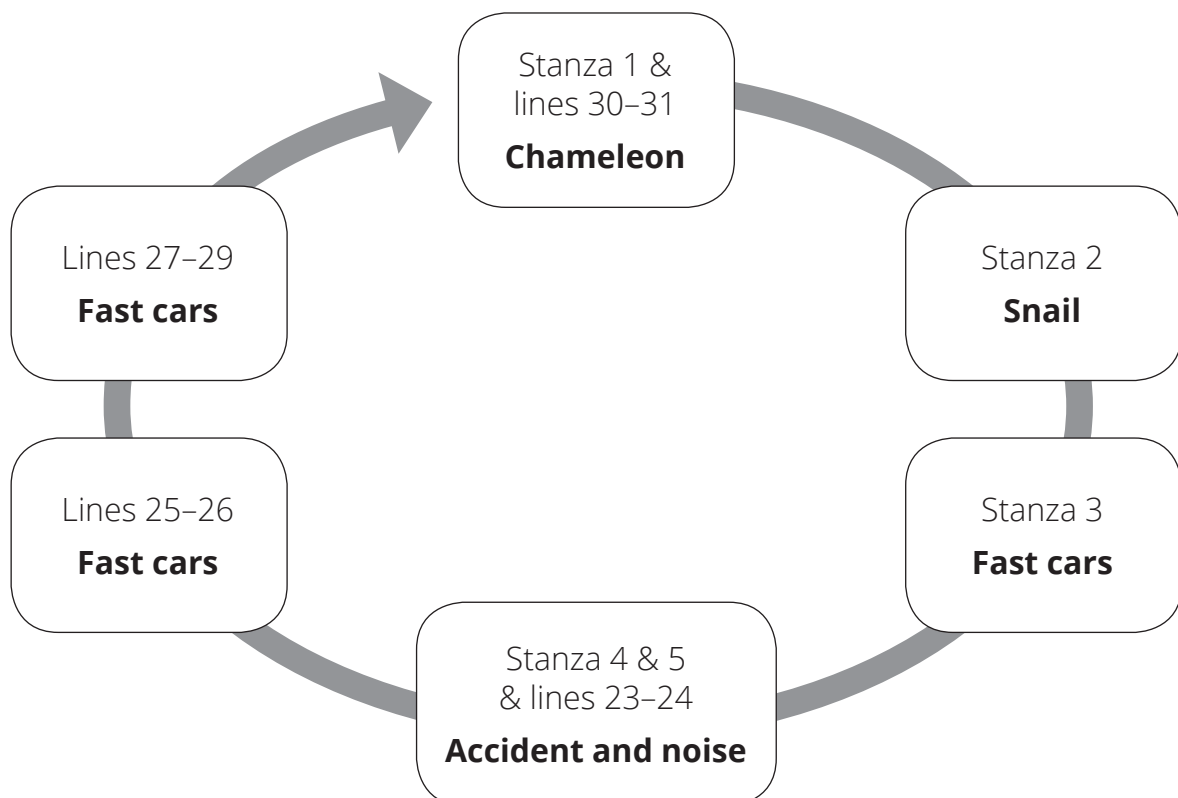 Stanza 1 &
lines 30–31
Chameleon
Stanza 2
Snail
Stanza 3
Fast cars
Stanza 4 & 5
& lines 23–24
Accident and noise
Lines 25–26
Fast cars
Lines 27–29
Fast cars